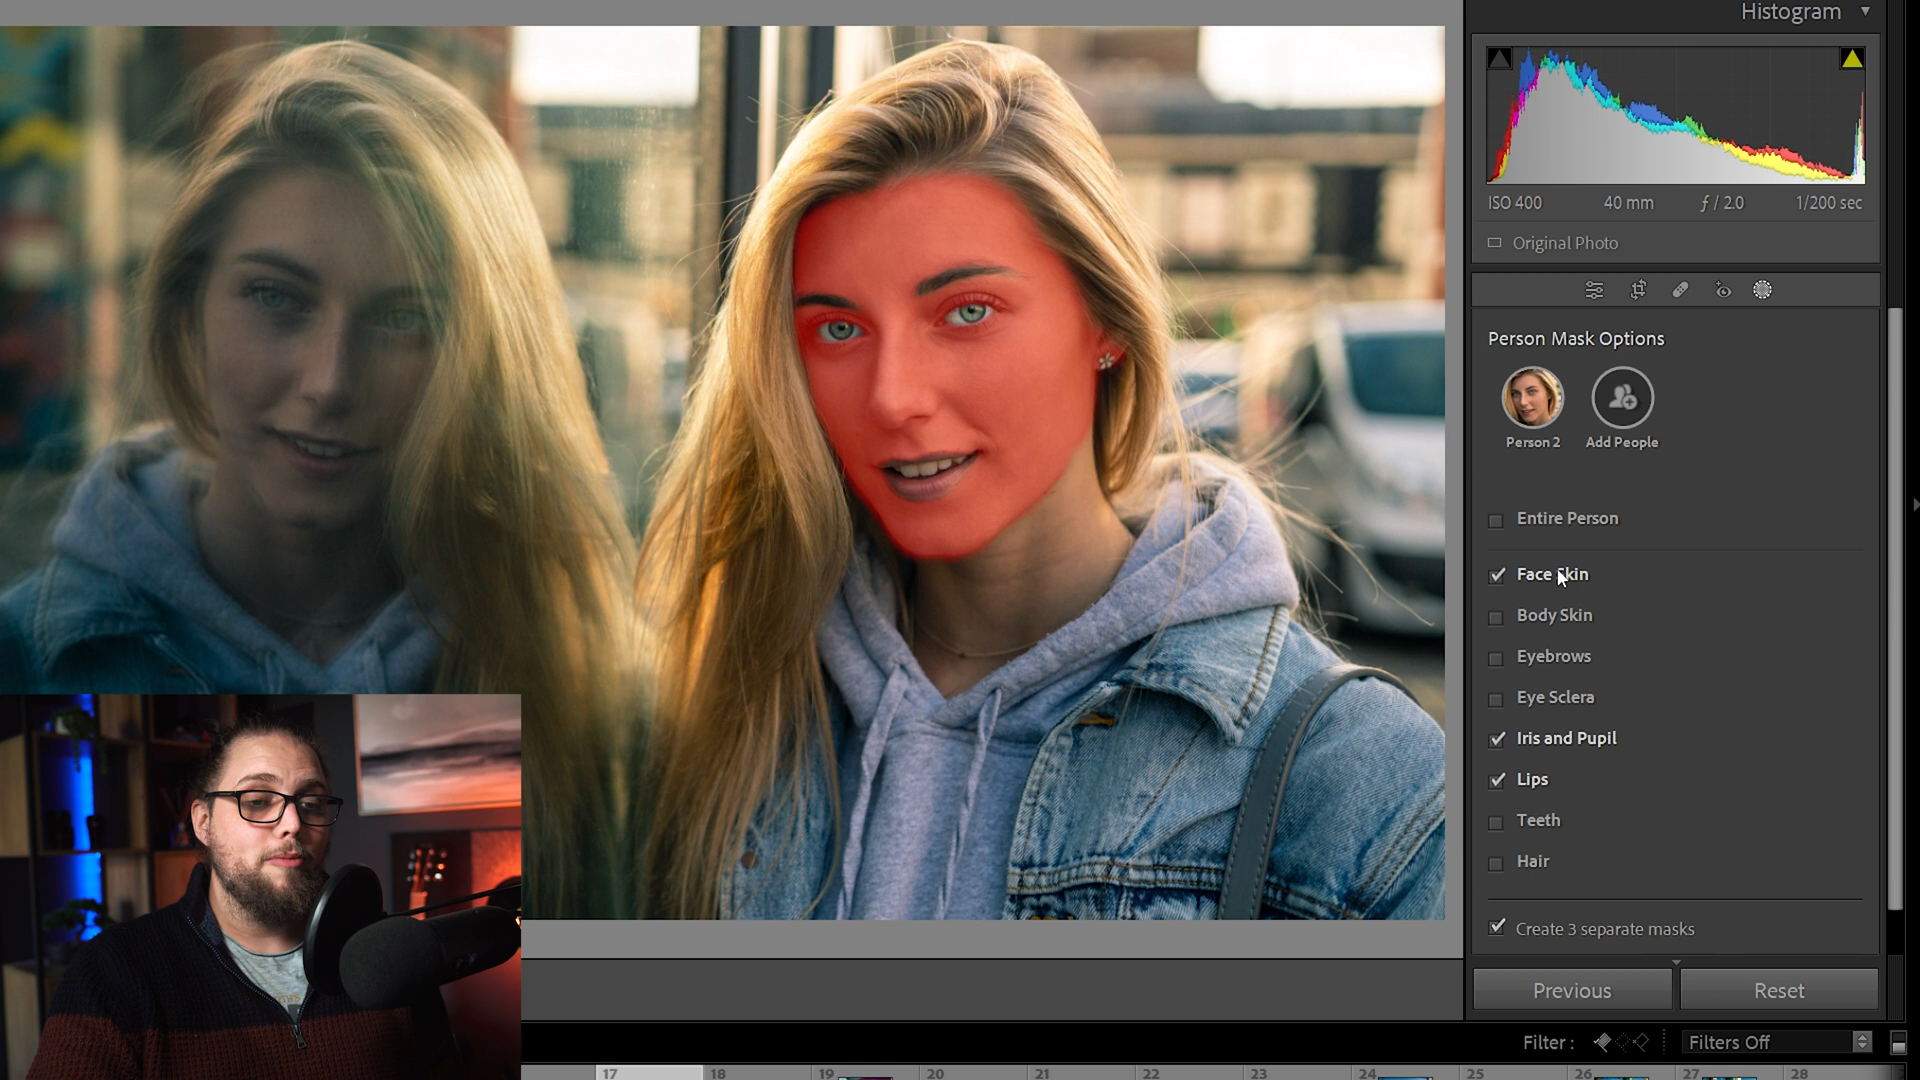 Histogram
ISO 400 40 mm ƒ / 2.0 1/200 sec
Original Photo
Person Mask Options
Person 2 Add People
Entire Person
Face Skin
Body Skin
Eyebrows
Eye Sclera
Iris and Pupil
Lips
Teeth
Hair
Create 3 separate masks
Previous Reset
Filter : Filters Off
17 18 19 20 21 22 23 24 25 26 27 28